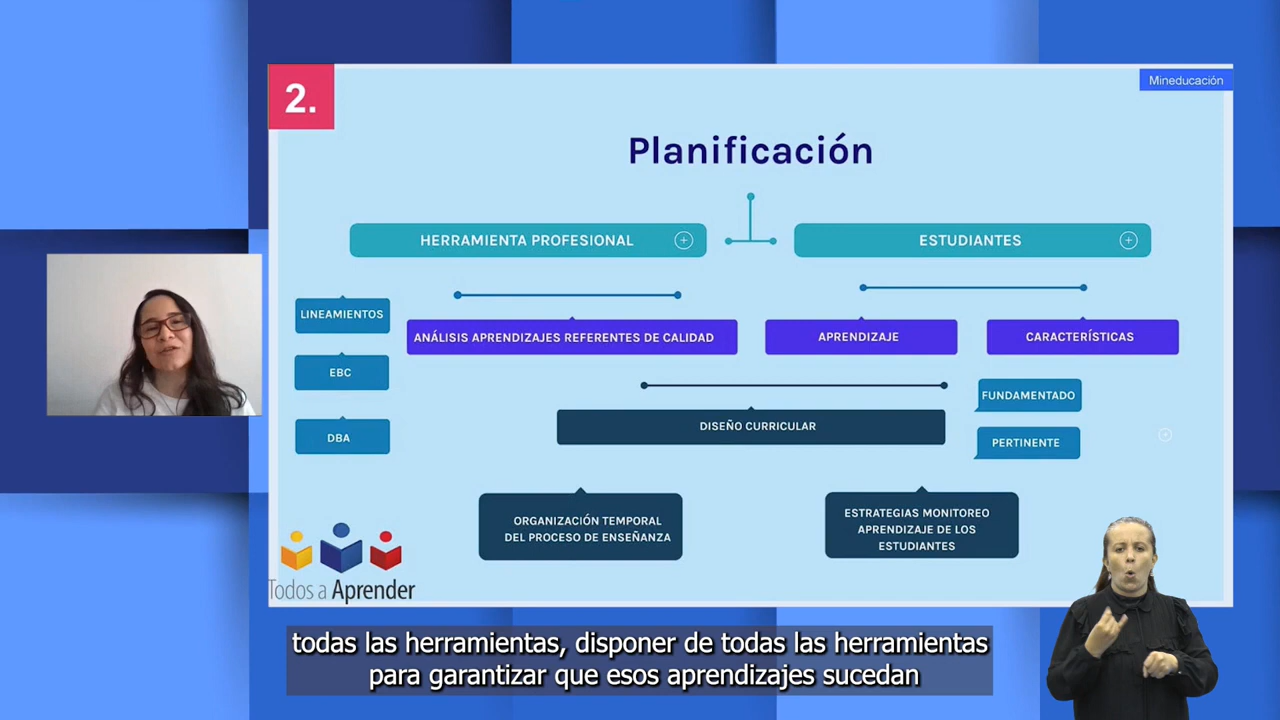 2.
Mineducación
Planificación
HERRAMIENTA PROFESIONAL
ESTUDIANTES
LINEAMIENTOS
EBC
DBA
ANÁLISIS APRENDIZAJES REFERENTES DE CALIDAD
APRENDIZAJE
CARACTERÍSTICAS
FUNDAMENTADO
PERTINENTE
DISEÑO CURRICULAR
ORGANIZACIÓN TEMPORAL
DEL PROCESO DE ENSEÑANZA
ESTRATEGIAS MONITOREO
APRENDIZAJE DE LOS
ESTUDIANTES
Todos a Aprender
todas las herramientas, disponer de todas las herramientas
para garantizar que esos aprendizajes sucedan